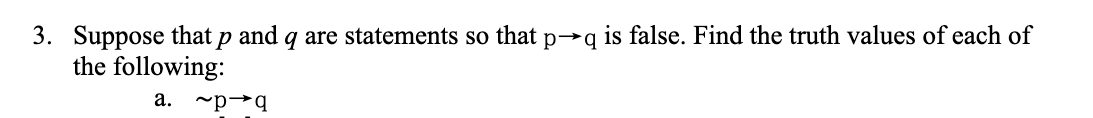 3. Suppose that p and q are statements so that p→q is false. Find the truth values of each of
the following:
a. ~p→q